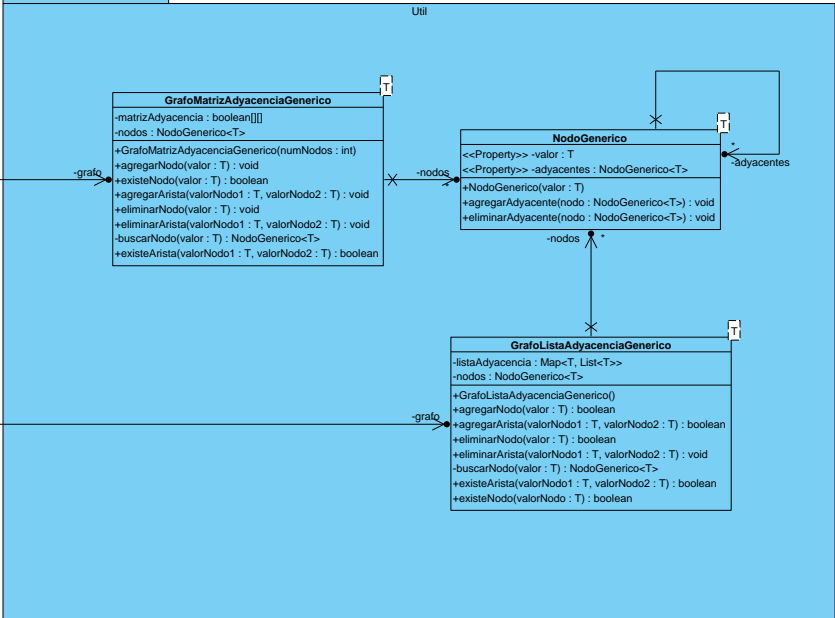 Util
T
GrafoMatrizAdyacenciaGenerico
-matrizAdyacencia : boolean[][]
-nodos : NodoGenerico<T>
+GrafoMatrizAdyacenciaGenerico(numNodos : int)
+agregarNodo(valor : T) : void
+existeNodo(valor : T) : boolean
+agregarArista(valorNodo1 : T, valorNodo2 : T) : void
+eliminarNodo(valor : T) : void
+eliminarArista(valorNodo1 : T, valorNodo2 : T) : void
-buscarNodo(valor : T) : NodoGenerico<T>
+existeArista(valorNodo1 : T, valorNodo2 : T) : boolean
-grafo
-nodos
*
T
NodoGenerico
<<Property>> -valor : T
<<Property>> -adyacentes : NodoGenerico<T>
+NodoGenerico(valor : T)
+agregarAdyacente(nodo : NodoGenerico<T>) : void
+eliminarAdyacente(nodo : NodoGenerico<T>) : void
*
-adyacentes
-nodos
*
T
GrafoListaAdyacenciaGenerico
-listaAdyacencia : Map<T, List<T>>
-nodos : NodoGenerico<T>
+GrafoListaAdyacenciaGenerico()
+agregarNodo(valor : T) : boolean
+agregarArista(valorNodo1 : T, valorNodo2 : T) : boolean
+eliminarNodo(valor : T) : boolean
+eliminarArista(valorNodo1 : T, valorNodo2 : T) : void
-buscarNodo(valor : T) : NodoGenerico<T>
+existeArista(valorNodo1 : T, valorNodo2 : T) : boolean
+existeNodo(valorNodo : T) : boolean
-grafo